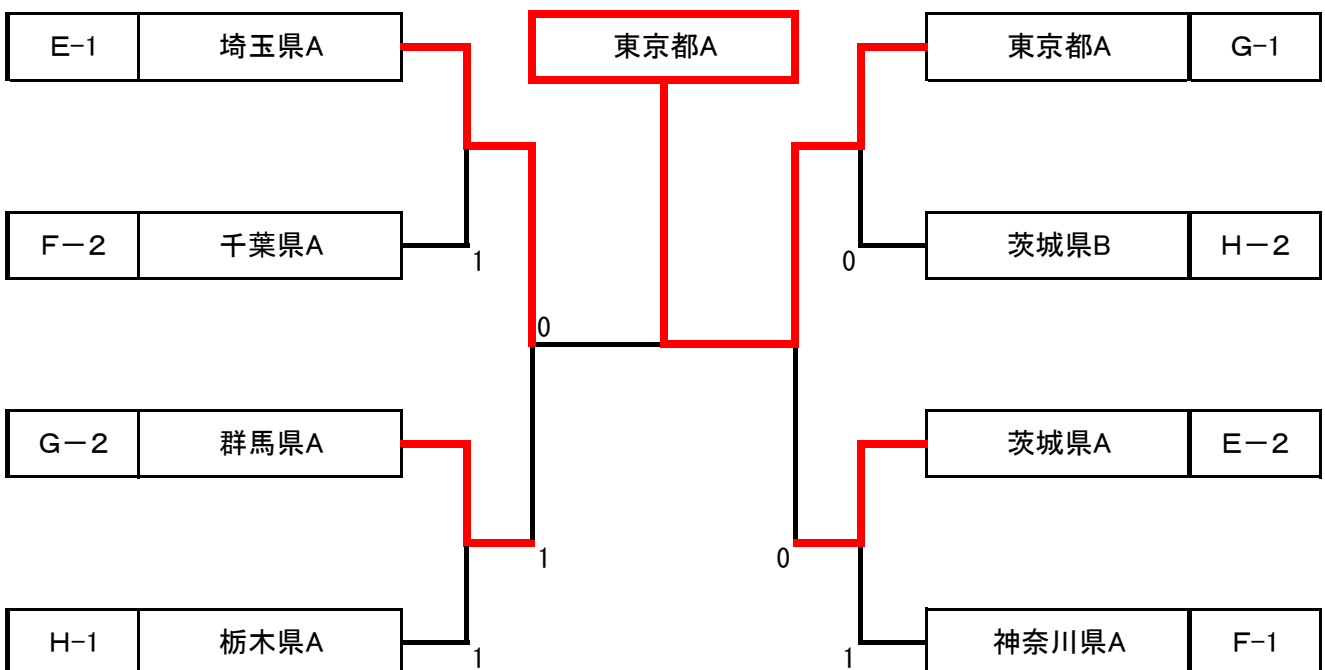 E-1 埼玉県A 東京都A 東京都A G-1
F－2 千葉県A 1 0 茨城県B H－2
0
G－2 群馬県A 茨城県A E－2
1 0
H-1 栃木県A 1 1 神奈川県A F-1